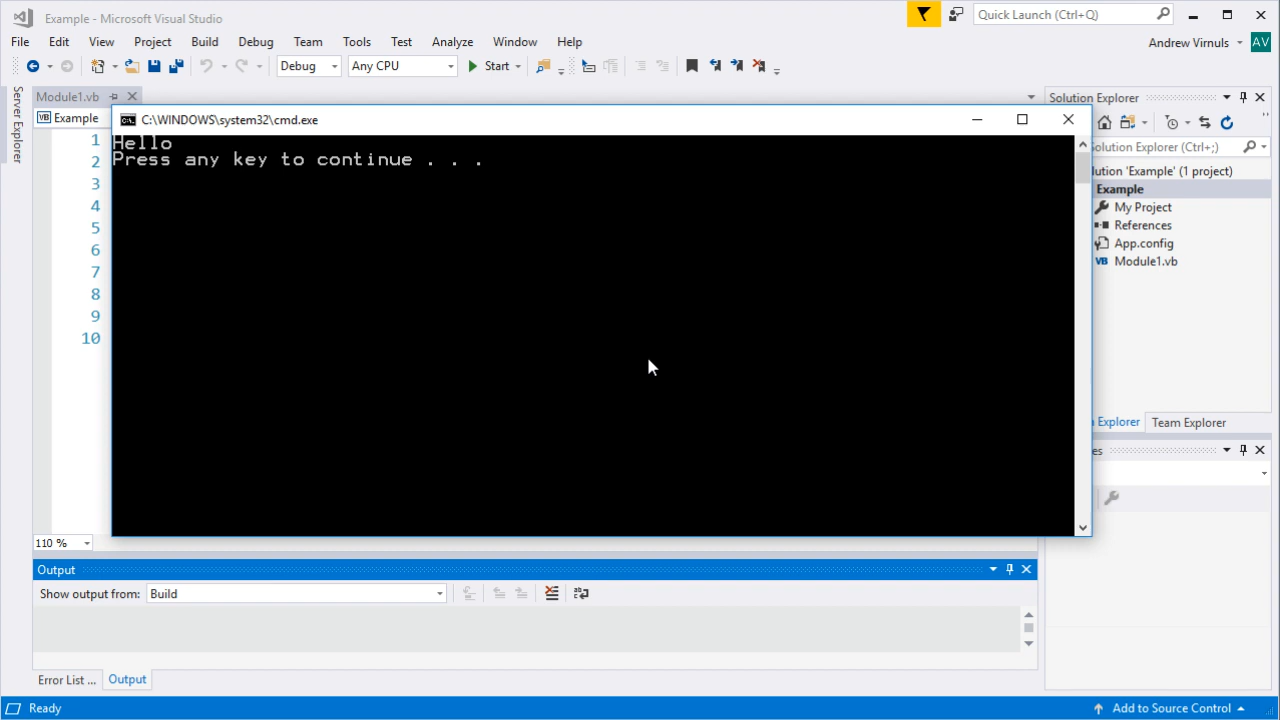 Example - Microsoft Visual Studio
Quick Launch (Ctrl+Q)
File Edit View Project Build Debug Team Tools Test Analyze Window Help
Andrew Virnuls AV
Debug Any CPU Start
Server Explorer
Module1.vb
VB Example
C:\WINDOWS\system32\cmd.exe
Hello
Press any key to continue . . .
1
2
3
4
5
6
7
8
9
10
110 %
Solution Explorer
Solution Explorer (Ctrl+;)
lution 'Example' (1 project)
Example
My Project
References
App.config
VB Module1.vb
Explorer Team Explorer
es
Output
Show output from: Build
Error List ... Output
Ready
Add to Source Control